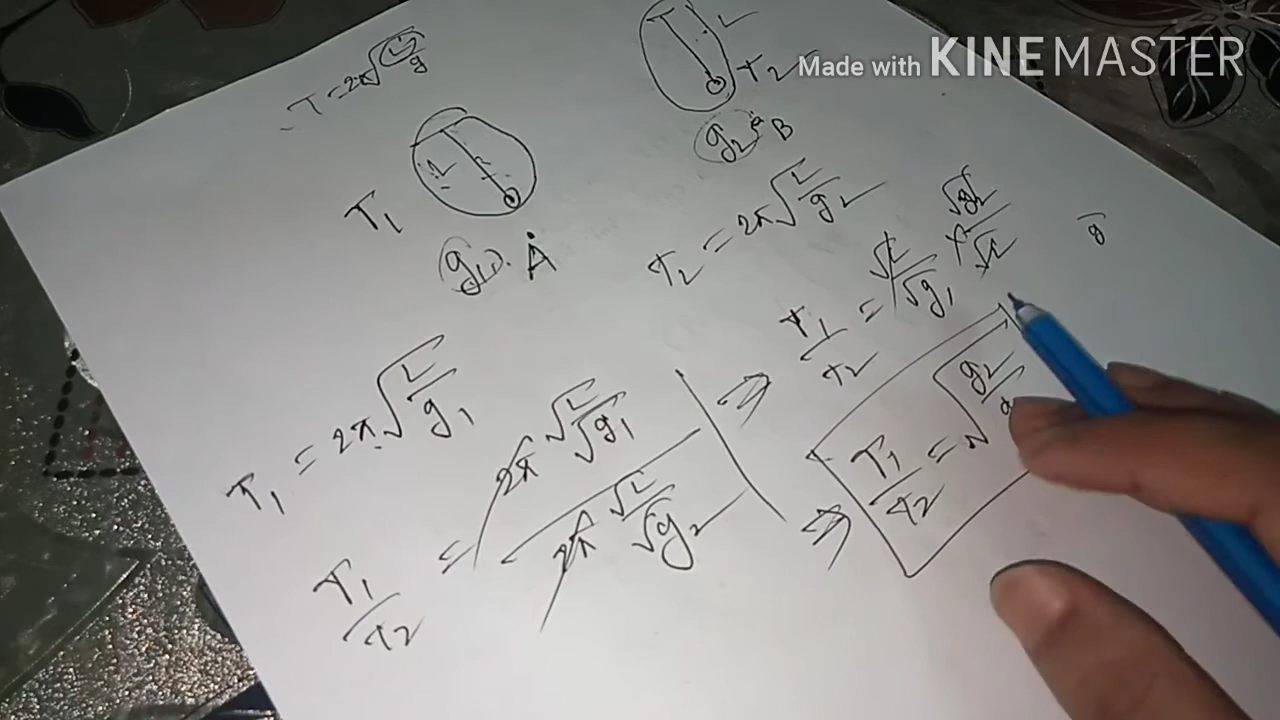 Made with KINEMASTER
T = 2π√(L/g)
L
T2
g2 B
T1
L
g1 A
T2 = 2π√(L/g2)
T1 = 2π√(L/g1)
T1/T2 = 2π √L/√g1 / 2π √L/√g2
⇒ T1/T2 = √L/√g1 × √g2/√L
⇒ T1/T2 = √g2/